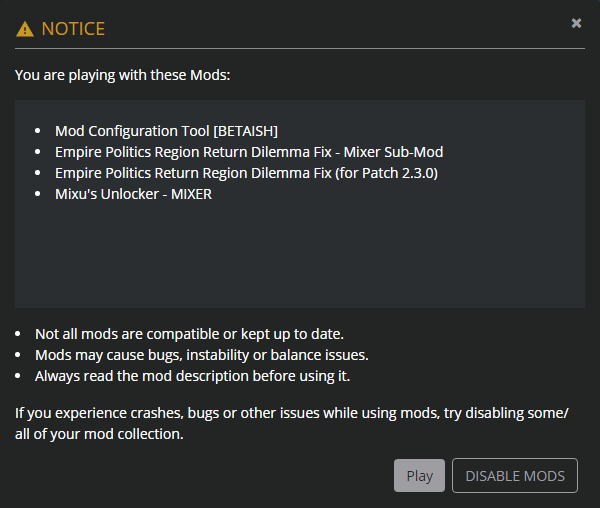 NOTICE
You are playing with these Mods:
Mod Configuration Tool [BETAISH]
Empire Politics Region Return Dilemma Fix - Mixer Sub-Mod
Empire Politics Return Region Dilemma Fix (for Patch 2.3.0)
Mixu's Unlocker - MIXER
Not all mods are compatible or kept up to date.
Mods may cause bugs, instability or balance issues.
Always read the mod description before using it.
If you experience crashes, bugs or other issues while using mods, try disabling some/
all of your mod collection.
Play
DISABLE MODS